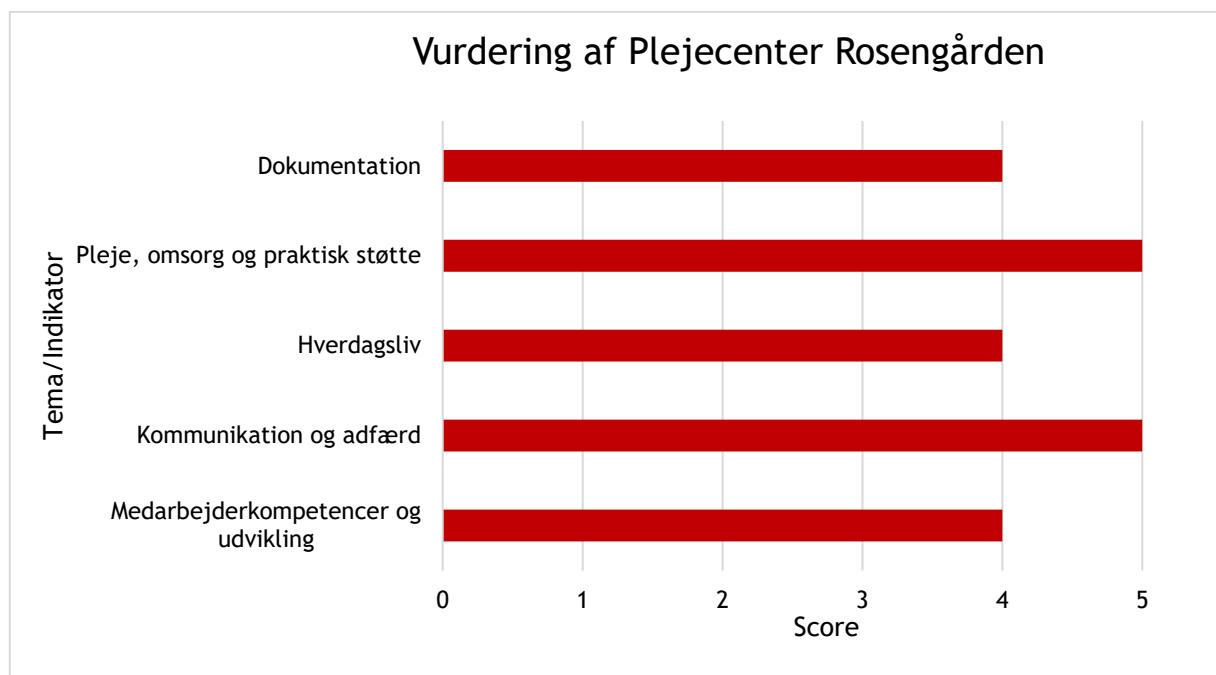 Vurdering af Plejecenter Rosengården
Tema/Indikator
Dokumentation
Pleje, omsorg og praktisk støtte
Hverdagsliv
Kommunikation og adfærd
Medarbejderkompetencer og
udvikling
0 1 2 3 4 5
Score